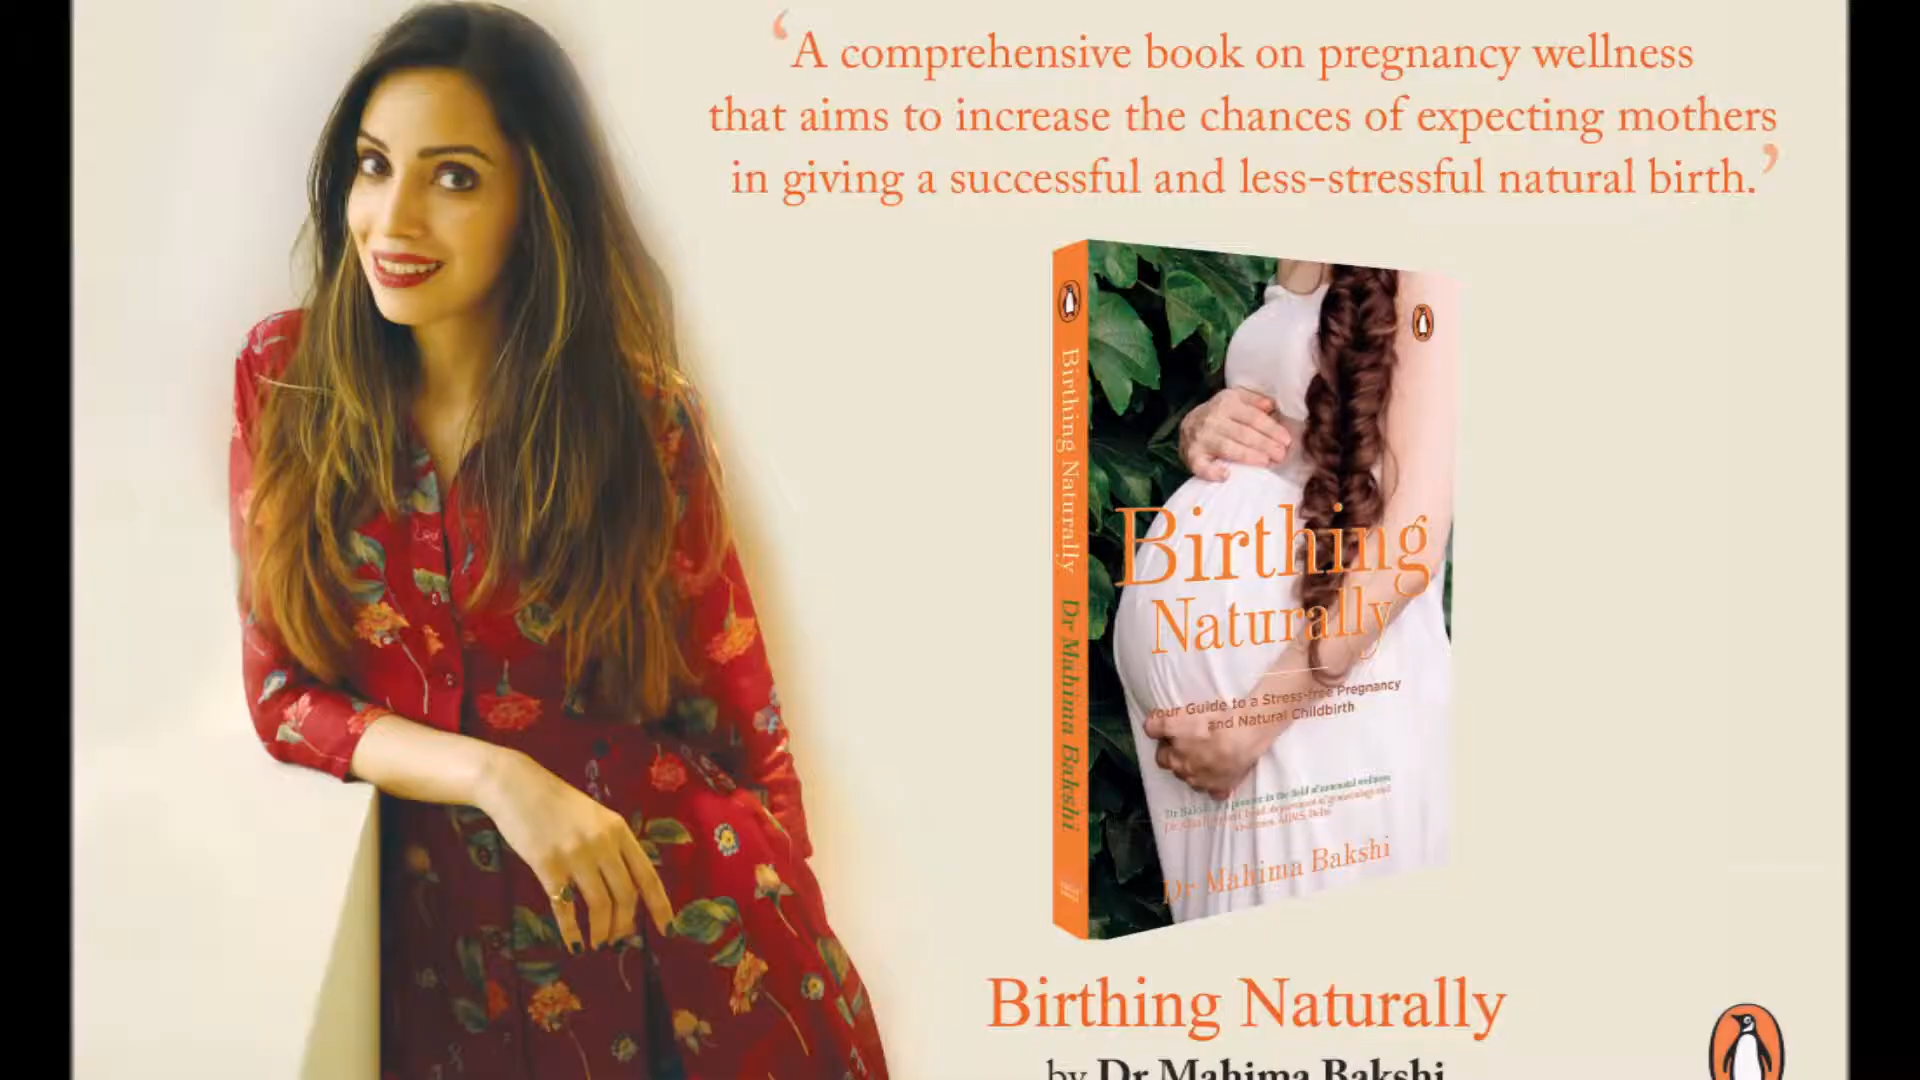 ‘A comprehensive book on pregnancy wellness
that aims to increase the chances of expecting mothers
in giving a successful and less-stressful natural birth.’
Birthing Naturally Dr Mahima Bakshi
Birthing
Naturally
Your Guide to a Stress-free Pregnancy
and Natural Childbirth
Dr Mahima Bakshi
Birthing Naturally
by Dr Mahima Bakshi